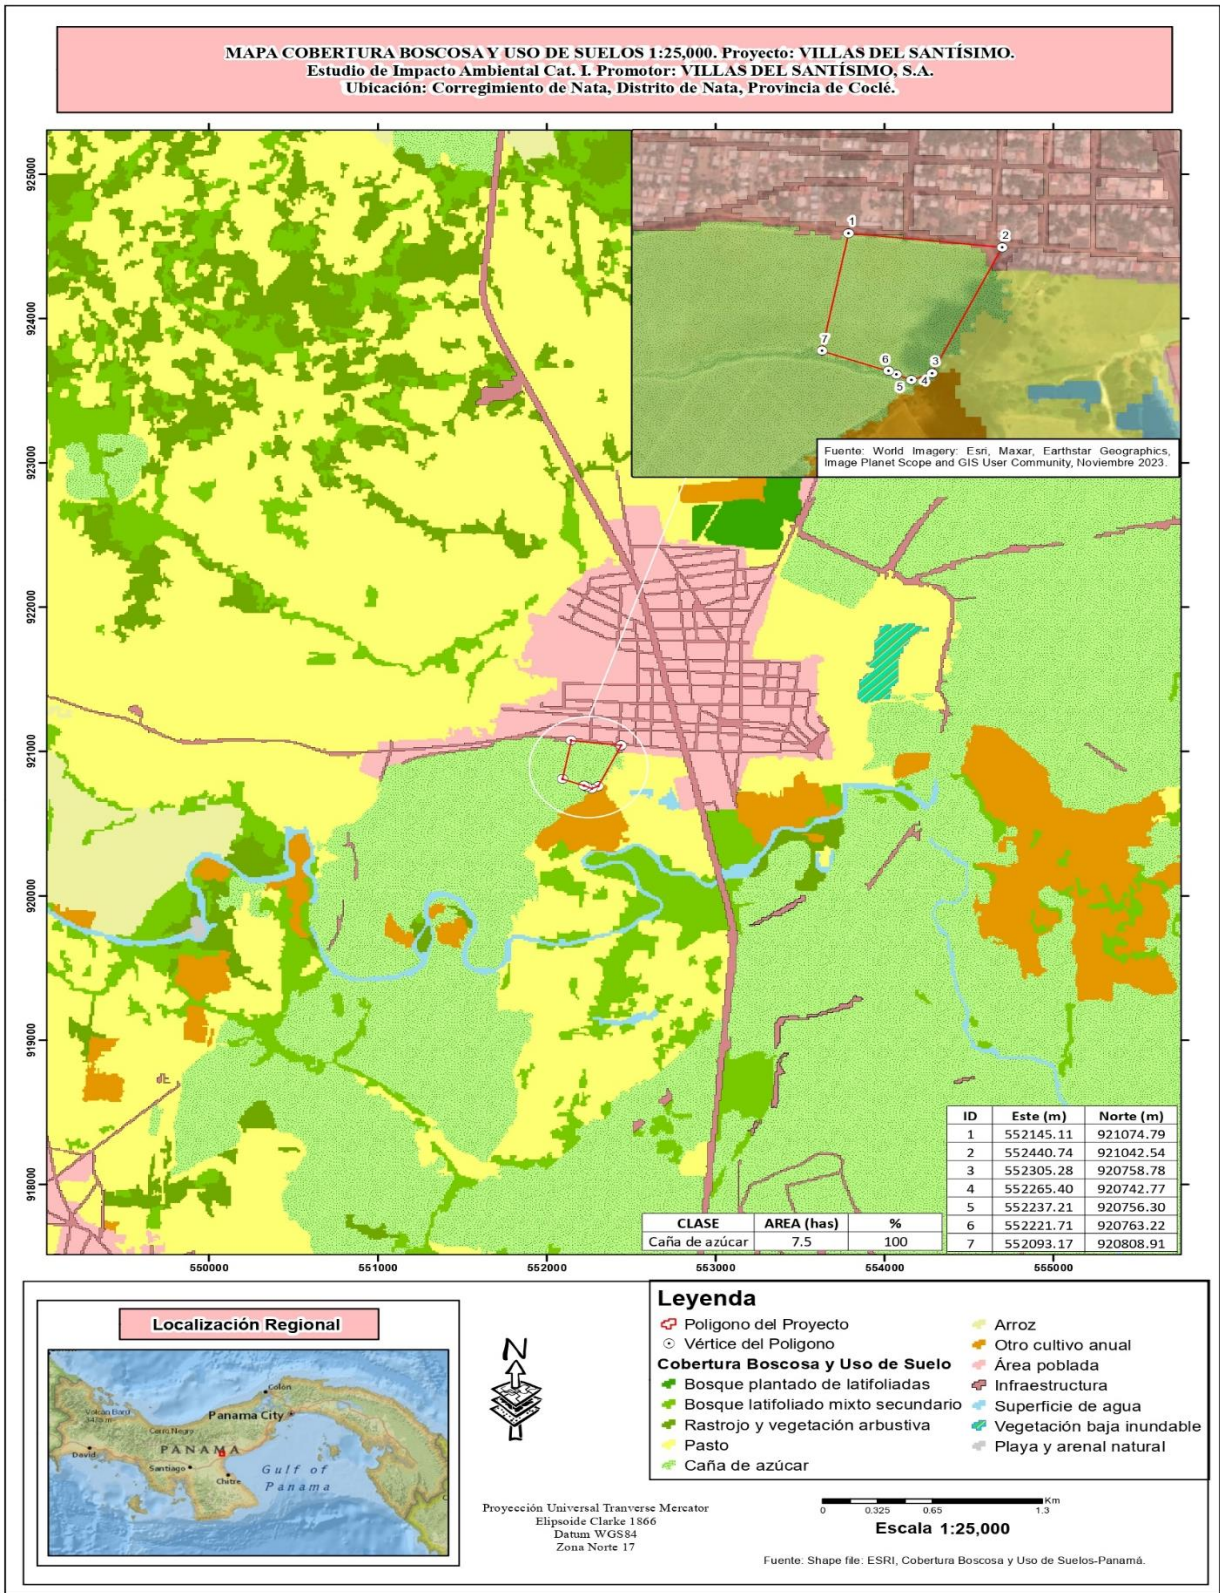 MAPA COBERTURA BOSCOSA Y USO DE SUELOS 1:25,000. Proyecto: VILLAS DEL SANTÍSIMO.
Estudio de Impacto Ambiental Cat. I. Promotor: VILLAS DEL SANTÍSIMO, S.A.
Ubicación: Corregimiento de Nata, Distrito de Nata, Provincia de Coclé.
925000
924000
923000
922000
921000
920000
919000
918000
1
2
3
4
5
6
7
Fuente: World Imagery: Esri, Maxar, Earthstar Geographics,
Image Planet Scope and GIS User Community, Noviembre 2023.
ID Este (m) Norte (m)
1 552145.11 921074.79
2 552440.74 921042.54
3 552305.28 920758.78
4 552265.40 920742.77
5 552237.21 920756.30
6 552221.71 920763.22
7 552093.17 920808.91
CLASE AREA (has) %
Caña de azúcar 7.5 100
550000 551000 552000 553000 554000 555000
Localización Regional
Colón
Panama City
Volcán Barú
3475 m
Cerro Negro
PANAMA
David
Santiago
Chitre
Gulf of
Panama
N
Leyenda
Poligono del Proyecto
Vértice del Poligono
Cobertura Boscosa y Uso de Suelo
Bosque plantado de latifoliadas
Bosque latifoliado mixto secundario
Rastrojo y vegetación arbustiva
Pasto
Caña de azúcar
Arroz
Otro cultivo anual
Área poblada
Infraestructura
Superficie de agua
Vegetación baja inundable
Playa y arenal natural
Proyección Universal Tranverse Mercator
Elipsoide Clarke 1866
Datum WGS84
Zona Norte 17
Km
0 0.325 0.65 1.3
Escala 1:25,000
Fuente: Shape file: ESRI, Cobertura Boscosa y Uso de Suelos-Panamá.